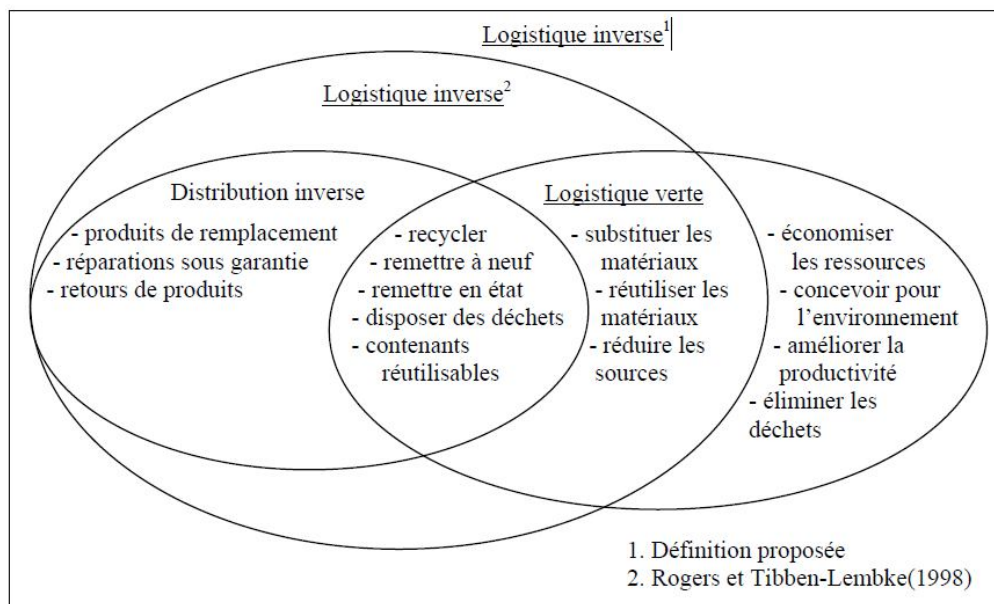 Logistique inverse¹
Logistique inverse²
Distribution inverse
- produits de remplacement
- réparations sous garantie
- retours de produits
- recycler
- remettre à neuf
- remettre en état
- disposer des déchets
- contenants
réutilisables
Logistique verte
- substituer les
matériaux
- réutiliser les
matériaux
- réduire les
sources
- économiser
les ressources
- concevoir pour
l'environnement
- améliorer la
productivité
- éliminer les
déchets
1. Définition proposée
2. Rogers et Tibben-Lembke(1998)